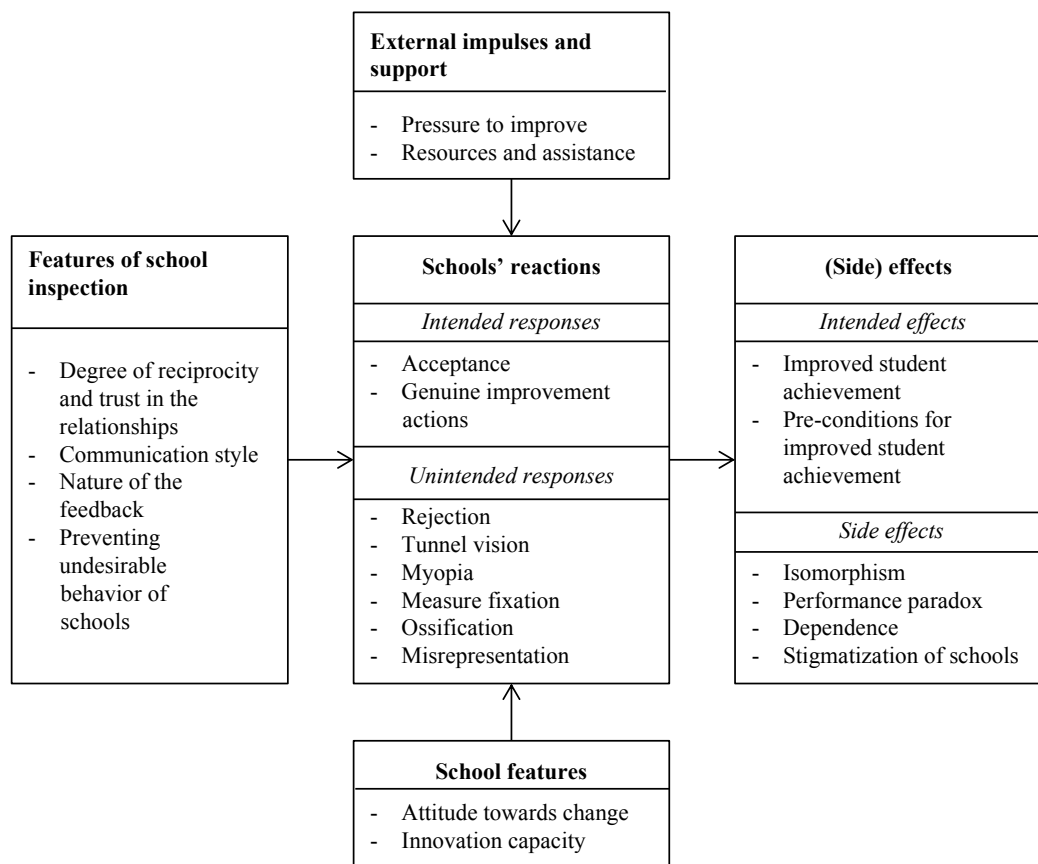 External impulses and
support
- Pressure to improve
- Resources and assistance
Features of school
inspection
- Degree of reciprocity
and trust in the
relationships
- Communication style
- Nature of the
feedback
- Preventing
undesirable
behavior of
schools
Schools’ reactions
Intended responses
- Acceptance
- Genuine improvement
actions
Unintended responses
- Rejection
- Tunnel vision
- Myopia
- Measure fixation
- Ossification
- Misrepresentation
(Side) effects
Intended effects
- Improved student
achievement
- Pre-conditions for
improved student
achievement
Side effects
- Isomorphism
- Performance paradox
- Dependence
- Stigmatization of schools
School features
- Attitude towards change
- Innovation capacity